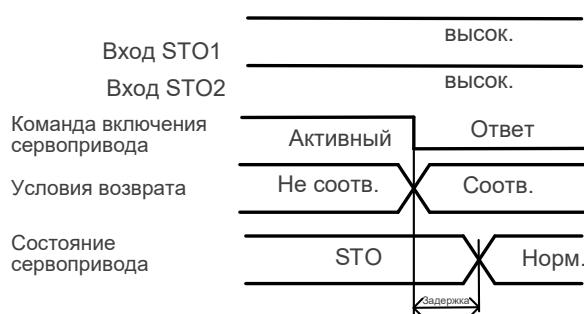 высок.
Вход STO1
высок.
Вход STO2
Команда включения
сервопривода
Активный
Ответ
Условия возврата
Не соотв.
Соотв.
Состояние
сервопривода
STO
Норм.
Задержка